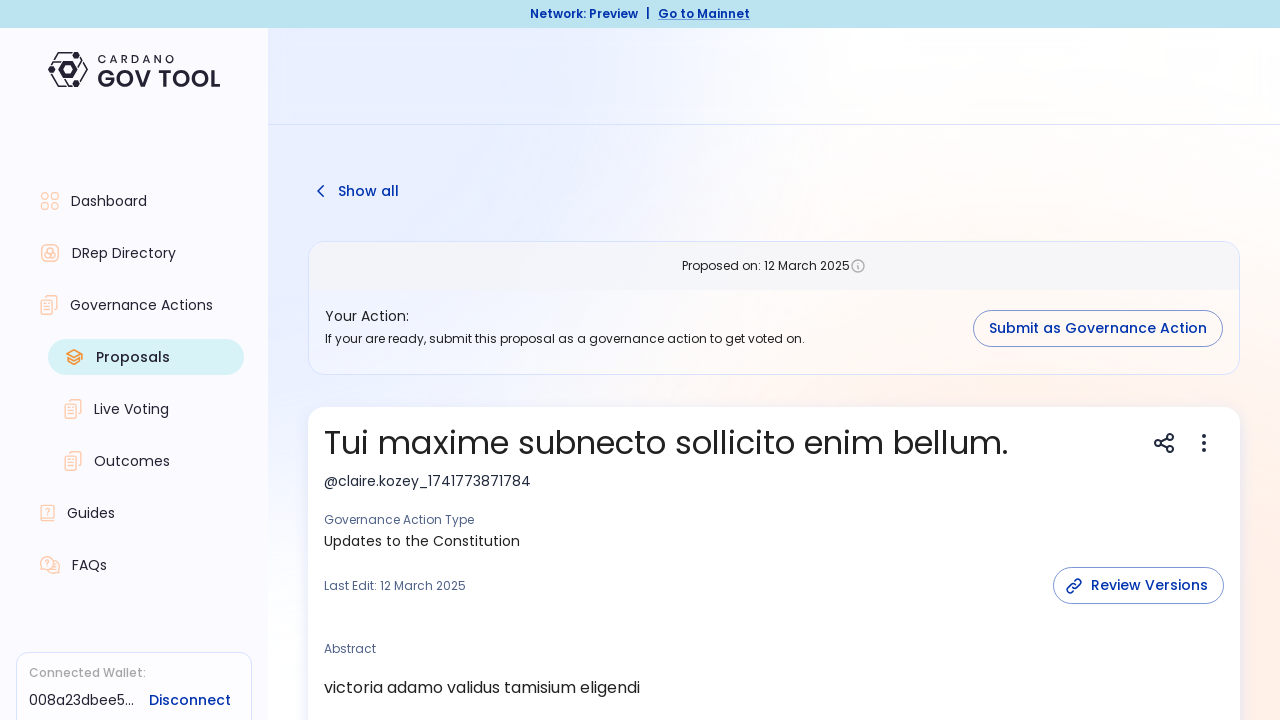 Network: Preview | Go to Mainnet
CARDANO
GOV TOOL
Dashboard
DRep Directory
Governance Actions
Proposals
Live Voting
Outcomes
Guides
FAQs
Connected Wallet:
008a23dbee5... Disconnect
Show all
Proposed on: 12 March 2025
Your Action:
If your are ready, submit this proposal as a governance action to get voted on.
Submit as Governance Action
Tui maxime subnecto sollicito enim bellum.
@claire.kozey_1741773871784
Governance Action Type
Updates to the Constitution
Last Edit: 12 March 2025
Review Versions
Abstract
victoria adamo validus tamisium eligendi